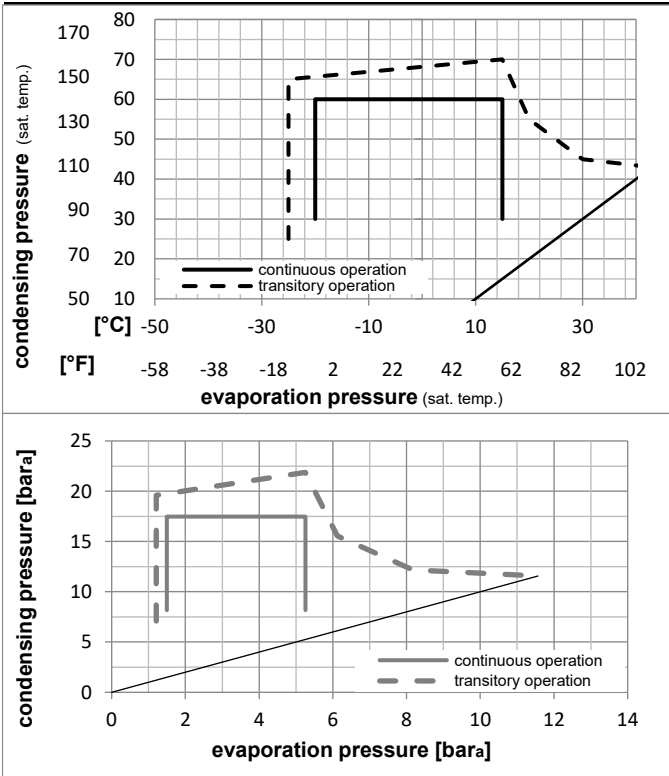 condensing pressure (sat. temp.)
170 80
150 70
60
130 50
110 40
90 30
70 20
50 10
continuous operation
transitory operation
[°C] -50 -30 -10 10 30
[°F] -58 -38 -18 2 22 42 62 82 102
evaporation pressure (sat. temp.)
condensing pressure [bara]
25
20
15
10
5
0
continuous operation
transitory operation
0 2 4 6 8 10 12 14
evaporation pressure [bara]